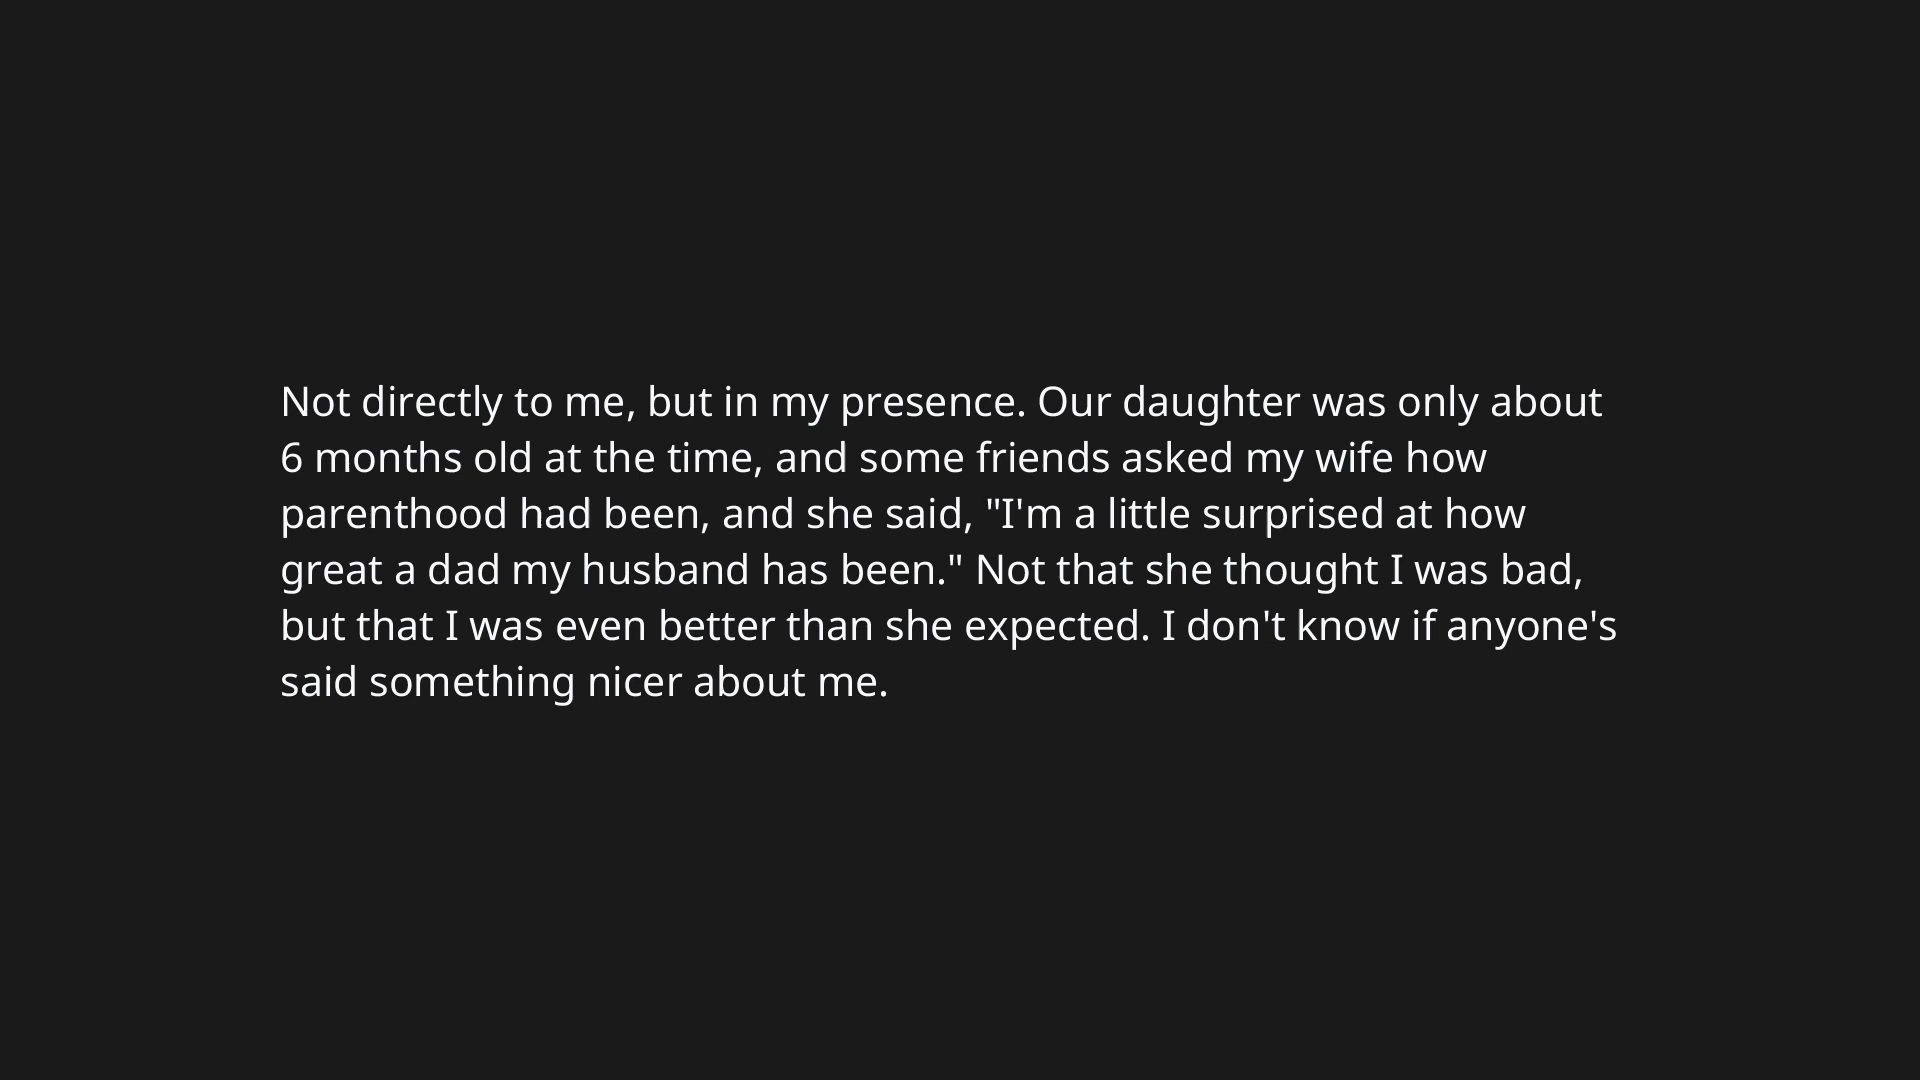 Not directly to me, but in my presence. Our daughter was only about
6 months old at the time, and some friends asked my wife how
parenthood had been, and she said, "I'm a little surprised at how
great a dad my husband has been." Not that she thought I was bad,
but that I was even better than she expected. I don't know if anyone's
said something nicer about me.